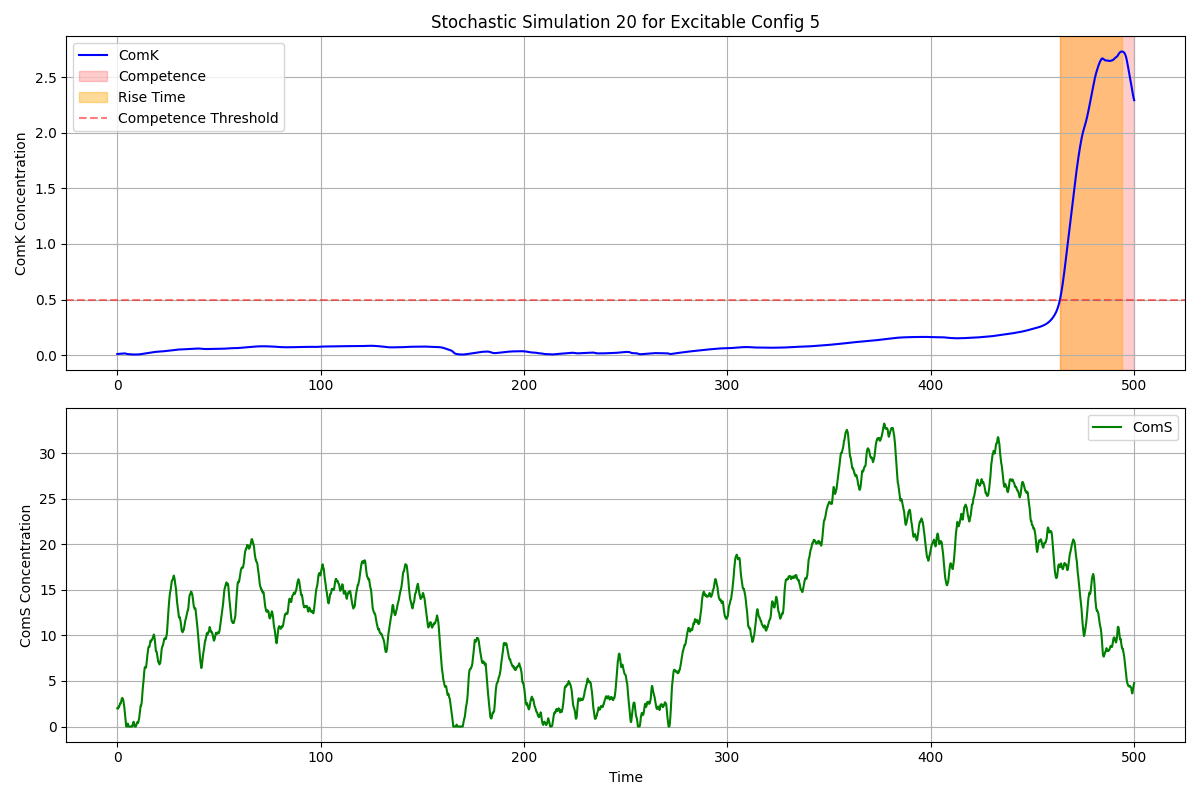 Stochastic Simulation 20 for Excitable Config 5
ComK Concentration
2.5
2.0
1.5
1.0
0.5
0.0
ComK
Competence
Rise Time
Competence Threshold
0 100 200 300 400 500
ComS Concentration
30
25
20
15
10
5
0
ComS
0 100 200 300 400 500
Time